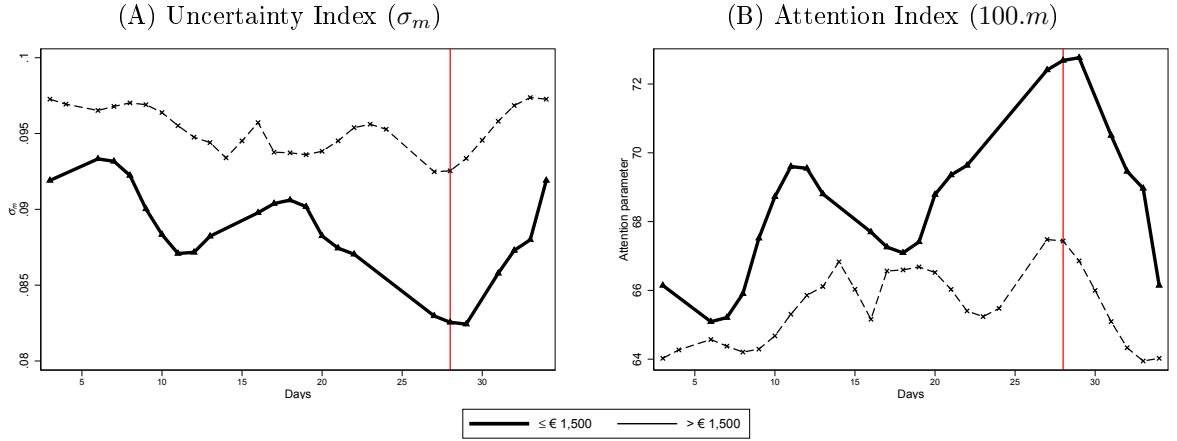 (A) Uncertainty Index (σₘ)
(B) Attention Index (100.m)
.1
.095
.09
.085
.08
σₘ
5 10 15 20 25 30
Days
72
70
68
66
64
Attention parameter
5 10 15 20 25 30
Days
≤ € 1,500
> € 1,500